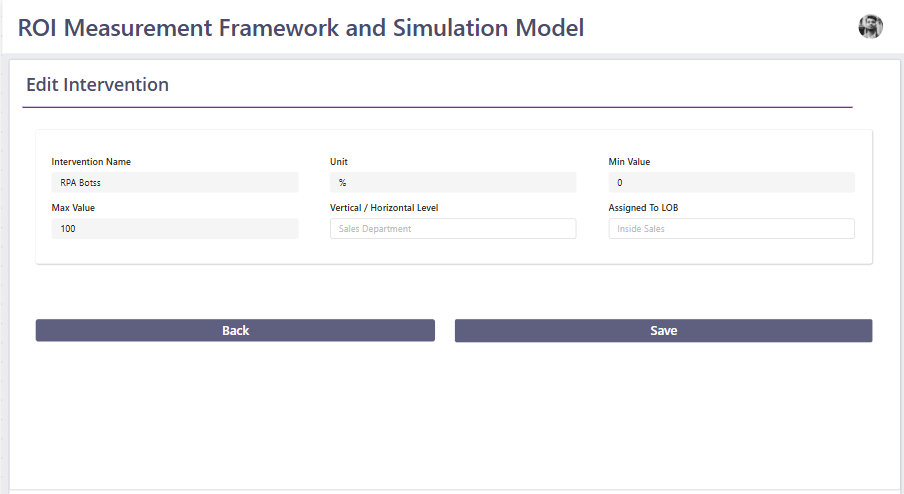 ROI Measurement Framework and Simulation Model
Edit Intervention
Intervention Name
RPA Botss
Unit
%
Min Value
0
Max Value
100
Vertical / Horizontal Level
Sales Department
Assigned To LOB
Inside Sales
Back
Save